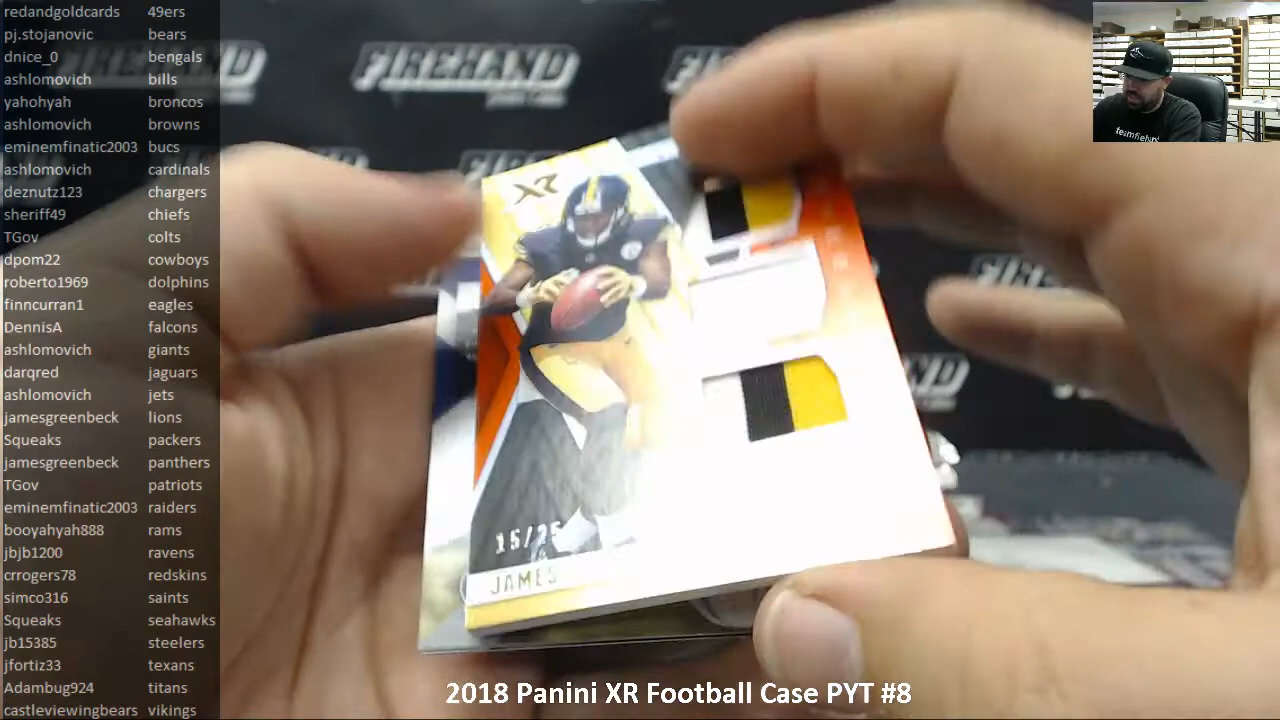 redandgoldcards 49ers
pj.stojanovic bears
dnice_0 bengals
ashlomovich bills
yahohyah broncos
ashlomovich browns
eminemfinatic2003 bucs
ashlomovich cardinals
deznutz123 chargers
sheriff49 chiefs
TGov colts
dpom22 cowboys
roberto1969 dolphins
finncurran1 eagles
DennisA falcons
ashlomovich giants
darqred jaguars
ashlomovich jets
jamesgreenbeck lions
Squeaks packers
jamesgreenbeck panthers
TGov patriots
eminemfinatic2003 raiders
booyahyah888 rams
jbjb1200 ravens
crrogers78 redskins
simco316 saints
Squeaks seahawks
jb15385 steelers
jfortiz33 texans
Adambug924 titans
castleviewingbears vikings
XR
15/25
JAMES
2018 Panini XR Football Case PYT #8